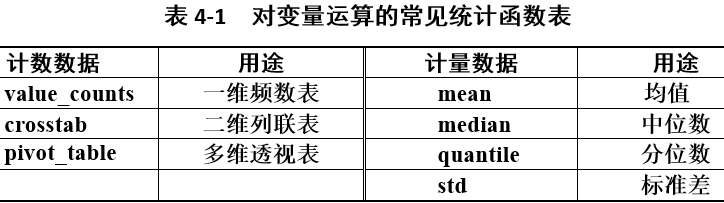 表 4-1 对变量运算的常见统计函数表
计数数据 用途 计量数据 用途
value_counts 一维频数表 mean 均值
crosstab 二维列联表 median 中位数
pivot_table 多维透视表 quantile 分位数
std 标准差